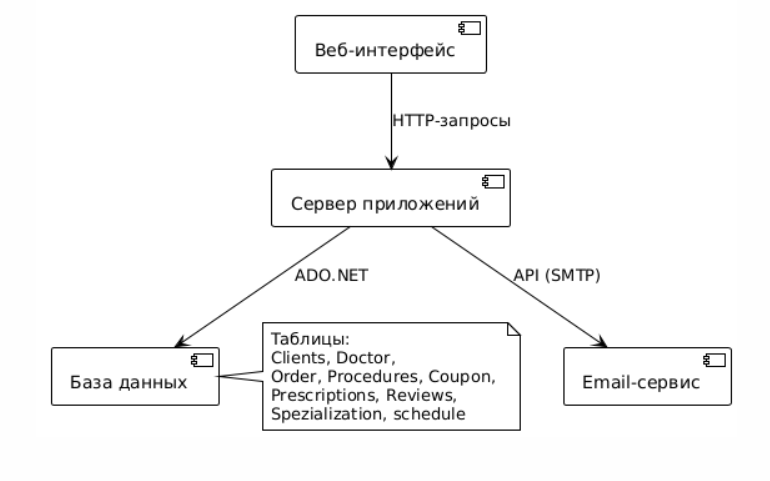 Веб-интерфейс
HTTP-запросы
Сервер приложений
ADO.NET
API (SMTP)
База данных
Таблицы:
Clients, Doctor,
Order, Procedures, Coupon,
Prescriptions, Reviews,
Spezialization, schedule
Email-сервис